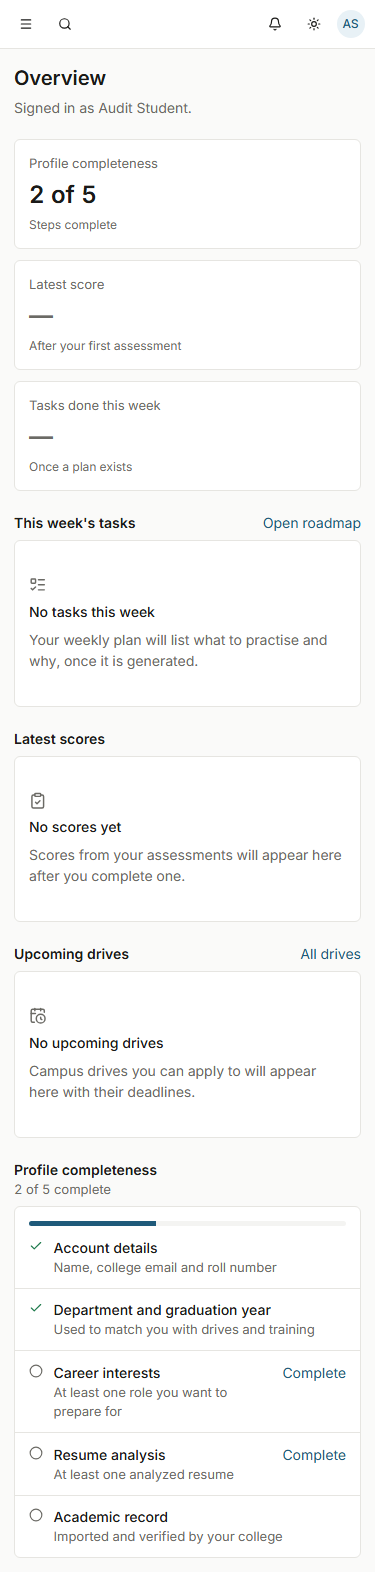 AS
Overview
Signed in as Audit Student.
Profile completeness
2 of 5
Steps complete
Latest score
—
After your first assessment
Tasks done this week
—
Once a plan exists
This week's tasks
Open roadmap
No tasks this week
Your weekly plan will list what to practise and
why, once it is generated.
Latest scores
No scores yet
Scores from your assessments will appear here
after you complete one.
Upcoming drives
All drives
No upcoming drives
Campus drives you can apply to will appear
here with their deadlines.
Profile completeness
2 of 5 complete
Account details
Name, college email and roll number
Department and graduation year
Used to match you with drives and training
Career interests
Complete
At least one role you want to
prepare for
Resume analysis
Complete
At least one analyzed resume
Academic record
Imported and verified by your college